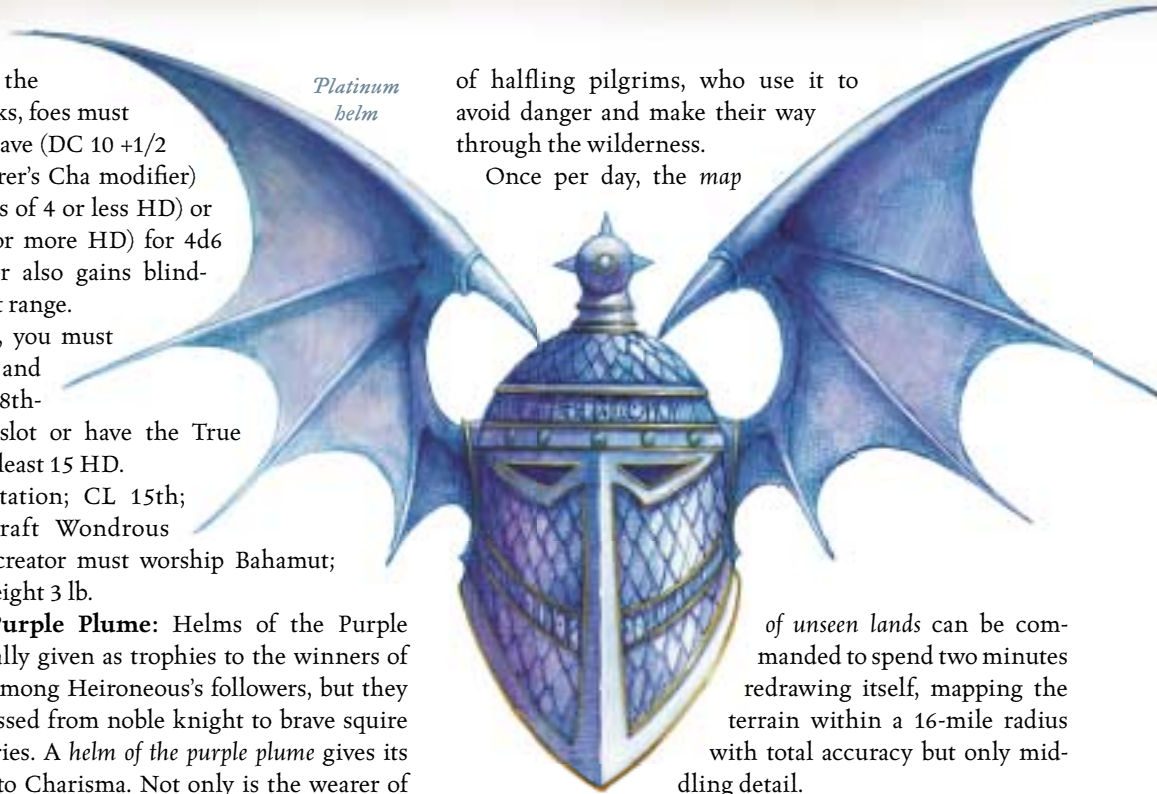 the
ks, foes must
ave (DC 10 +1/2
rer's Cha modifier)
s of 4 or less HD) or
or more HD) for 4d6
r also gains blind-
t range.
, you must
and
8th-
slot or have the True
least 15 HD.
tation; CL 15th;
raft Wondrous
creator must worship Bahamut;
eight 3 lb.
Purple Plume: Helms of the Purple
ally given as trophies to the winners of
among Heironeous's followers, but they
ssed from noble knight to brave squire
ries. A helm of the purple plume gives its
to Charisma. Not only is the wearer of
Platinum
helm
of halfling pilgrims, who use it to
avoid danger and make their way
through the wilderness.
Once per day, the map
of unseen lands can be com-
manded to spend two minutes
redrawing itself, mapping the
terrain within a 16-mile radius
with total accuracy but only mid-
dling detail.